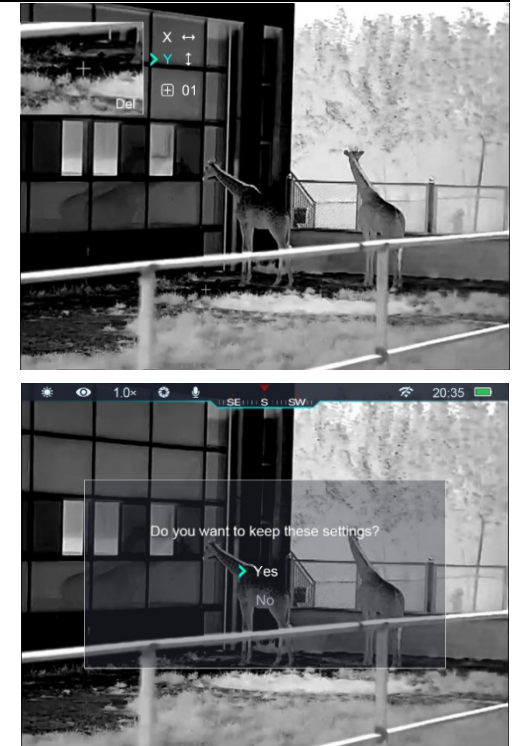 X
Y
01
Del
1.0×
20:35
SE S SW
Do you want to keep these settings?
Yes
No